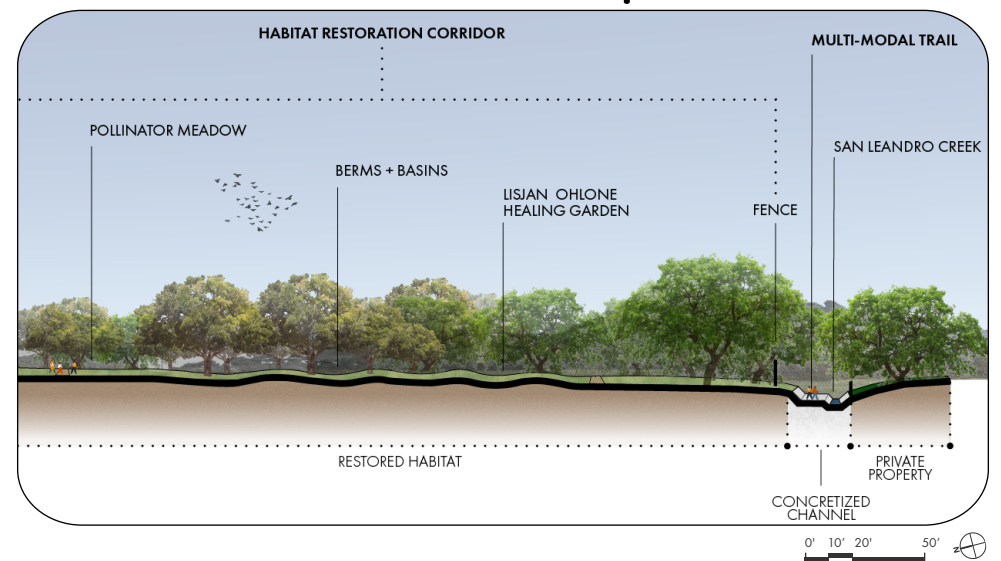 HABITAT RESTORATION CORRIDOR
MULTI-MODAL TRAIL
POLLINATOR MEADOW
SAN LEANDRO CREEK
BERMS + BASINS
LISJAN OHLONE
HEALING GARDEN
FENCE
RESTORED HABITAT
PRIVATE
PROPERTY
CONCRETIZED
CHANNEL
0' 10' 20' 50'
N